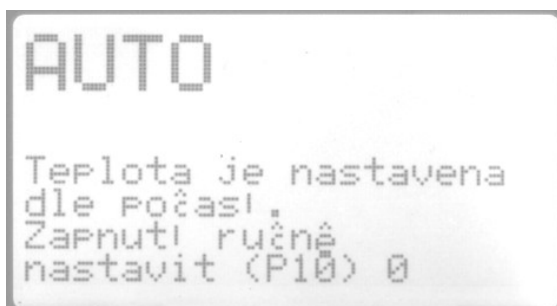 AUTO
Teplota je nastavena
dle počasí.
Zapnutí ručně
nastavit (P10) 0